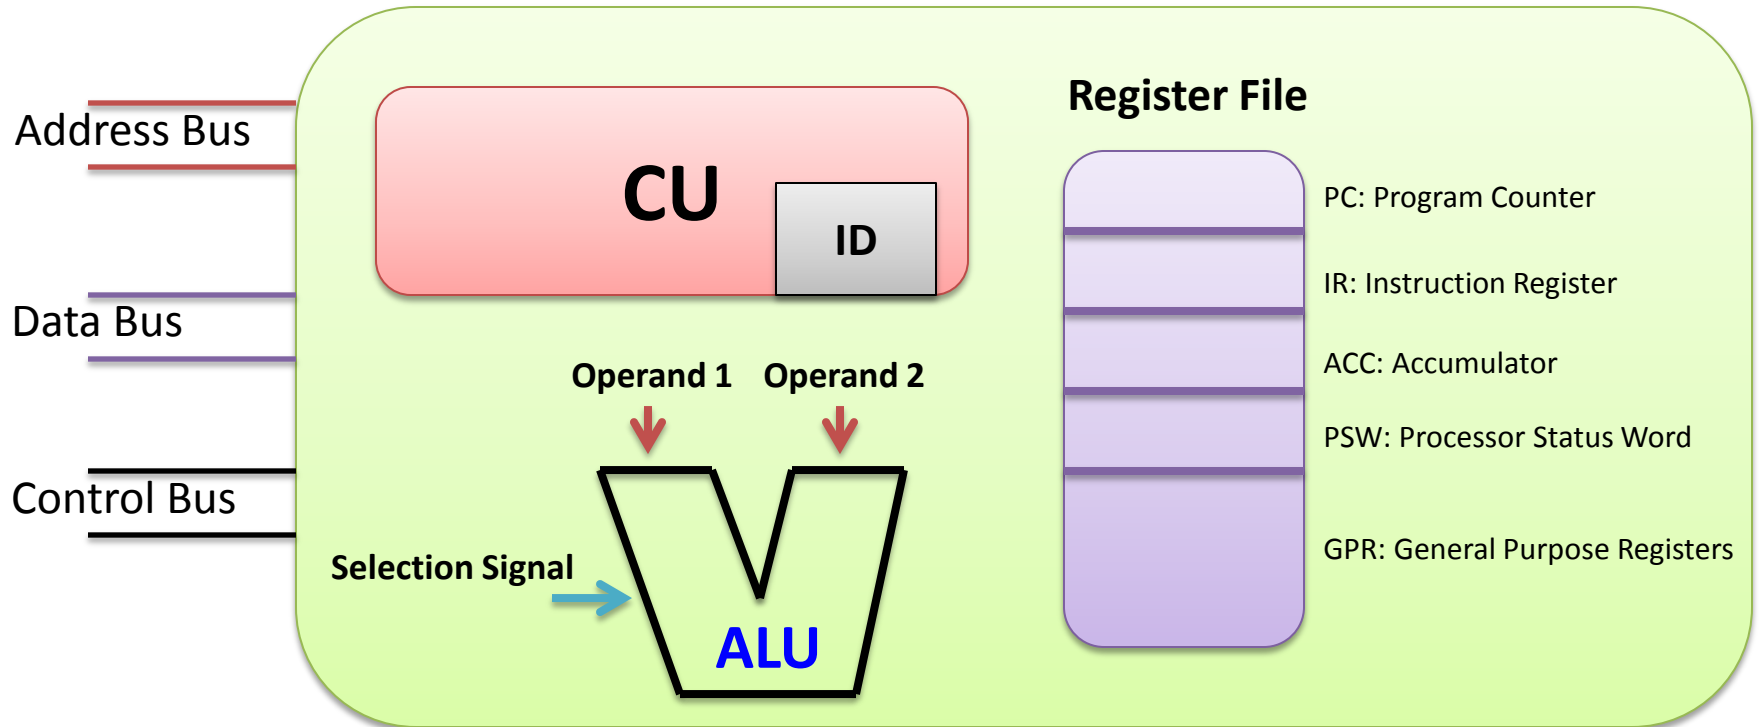 Address Bus
Data Bus
Control Bus
CU
ID
Operand 1
Operand 2
Selection Signal
ALU
Register File
PC: Program Counter
IR: Instruction Register
ACC: Accumulator
PSW: Processor Status Word
GPR: General Purpose Registers